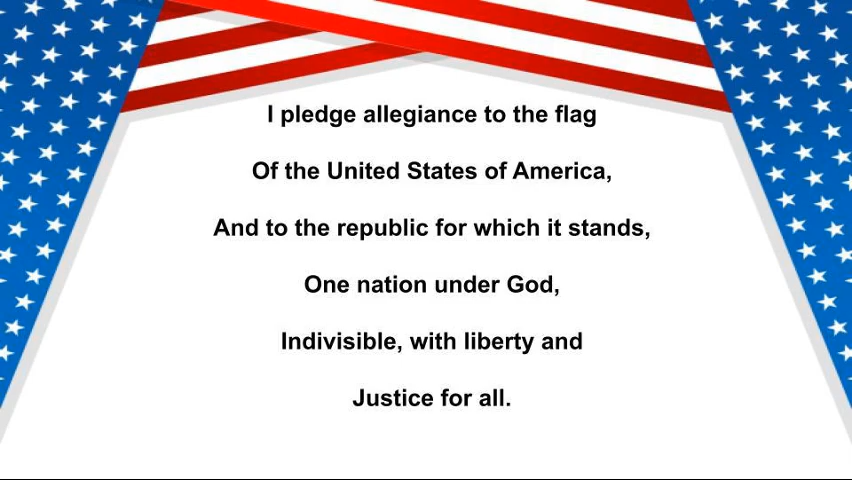 I pledge allegiance to the flag
Of the United States of America,
And to the republic for which it stands,
One nation under God,
Indivisible, with liberty and
Justice for all.